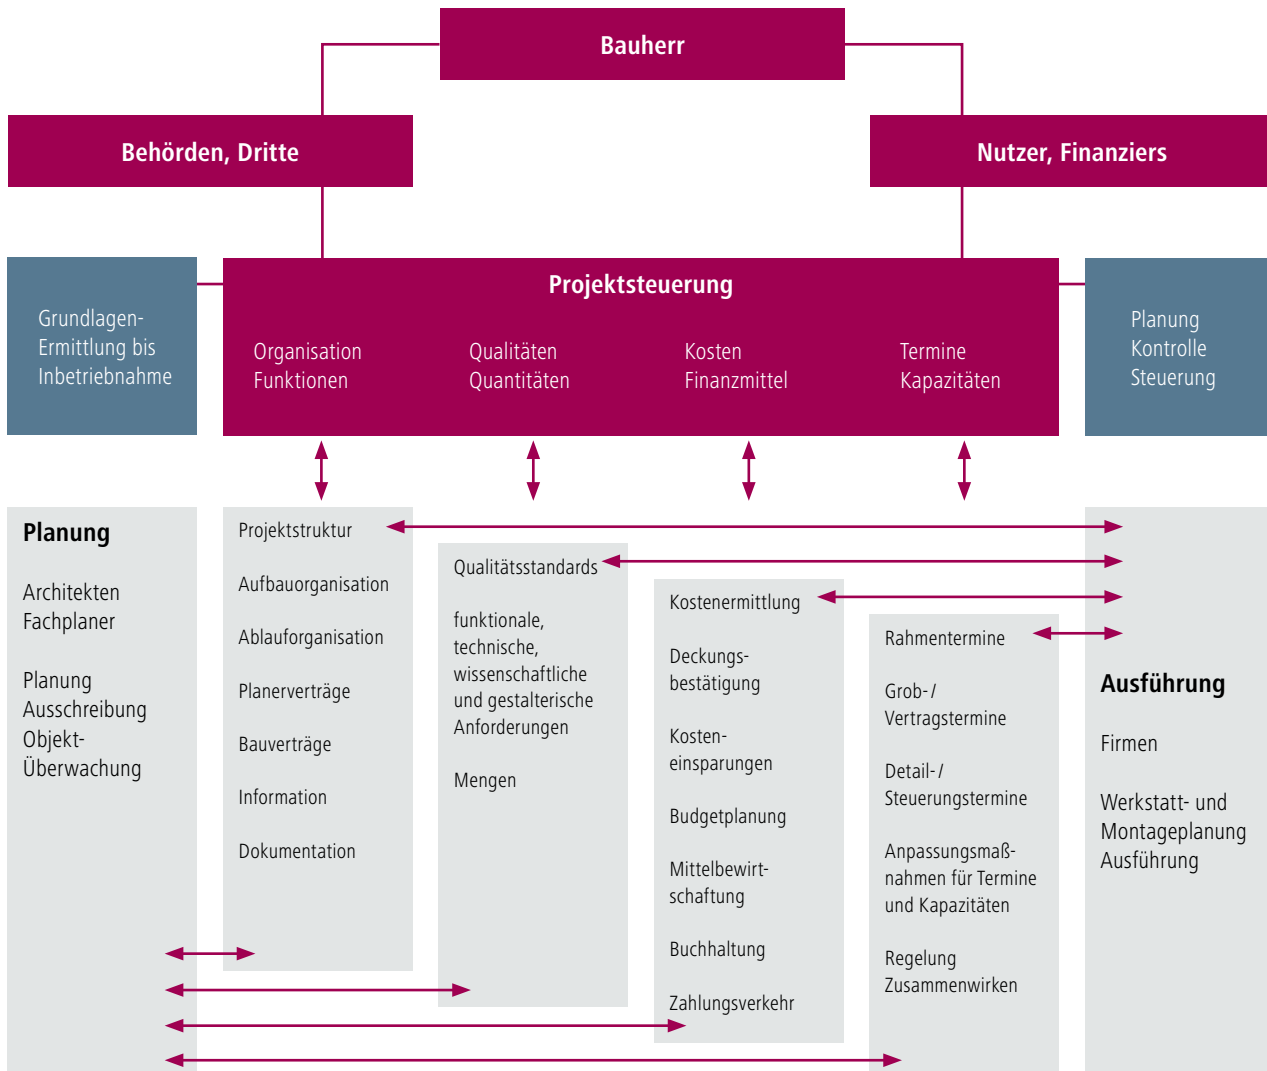 Bauherr
Behörden, Dritte
Nutzer, Finanziers
Grundlagen-
Ermittlung bis
Inbetriebnahme
Projektsteuerung
Organisation
Funktionen
Qualitäten
Quantitäten
Kosten
Finanzmittel
Termine
Kapazitäten
Planung
Kontrolle
Steuerung
Planung
Architekten
Fachplaner
Planung
Ausschreibung
Objekt-
Überwachung
Projektstruktur
Aufbauorganisation
Ablauforganisation
Planerverträge
Bauverträge
Information
Dokumentation
Qualitätsstandards
funktionale,
technische,
wissenschaftliche
und gestalterische
Anforderungen
Mengen
Kostenermittlung
Deckungs-
bestätigung
Kosten-
einsparungen
Budgetplanung
Mittelbewirt-
schaftung
Buchhaltung
Zahlungsverkehr
Rahmentermine
Grob-/
Vertragstermine
Detail-/
Steuerungstermine
Anpassungsmaß-
nahmen für Termine
und Kapazitäten
Regelung
Zusammenwirken
Ausführung
Firmen
Werkstatt- und
Montageplanung
Ausführung